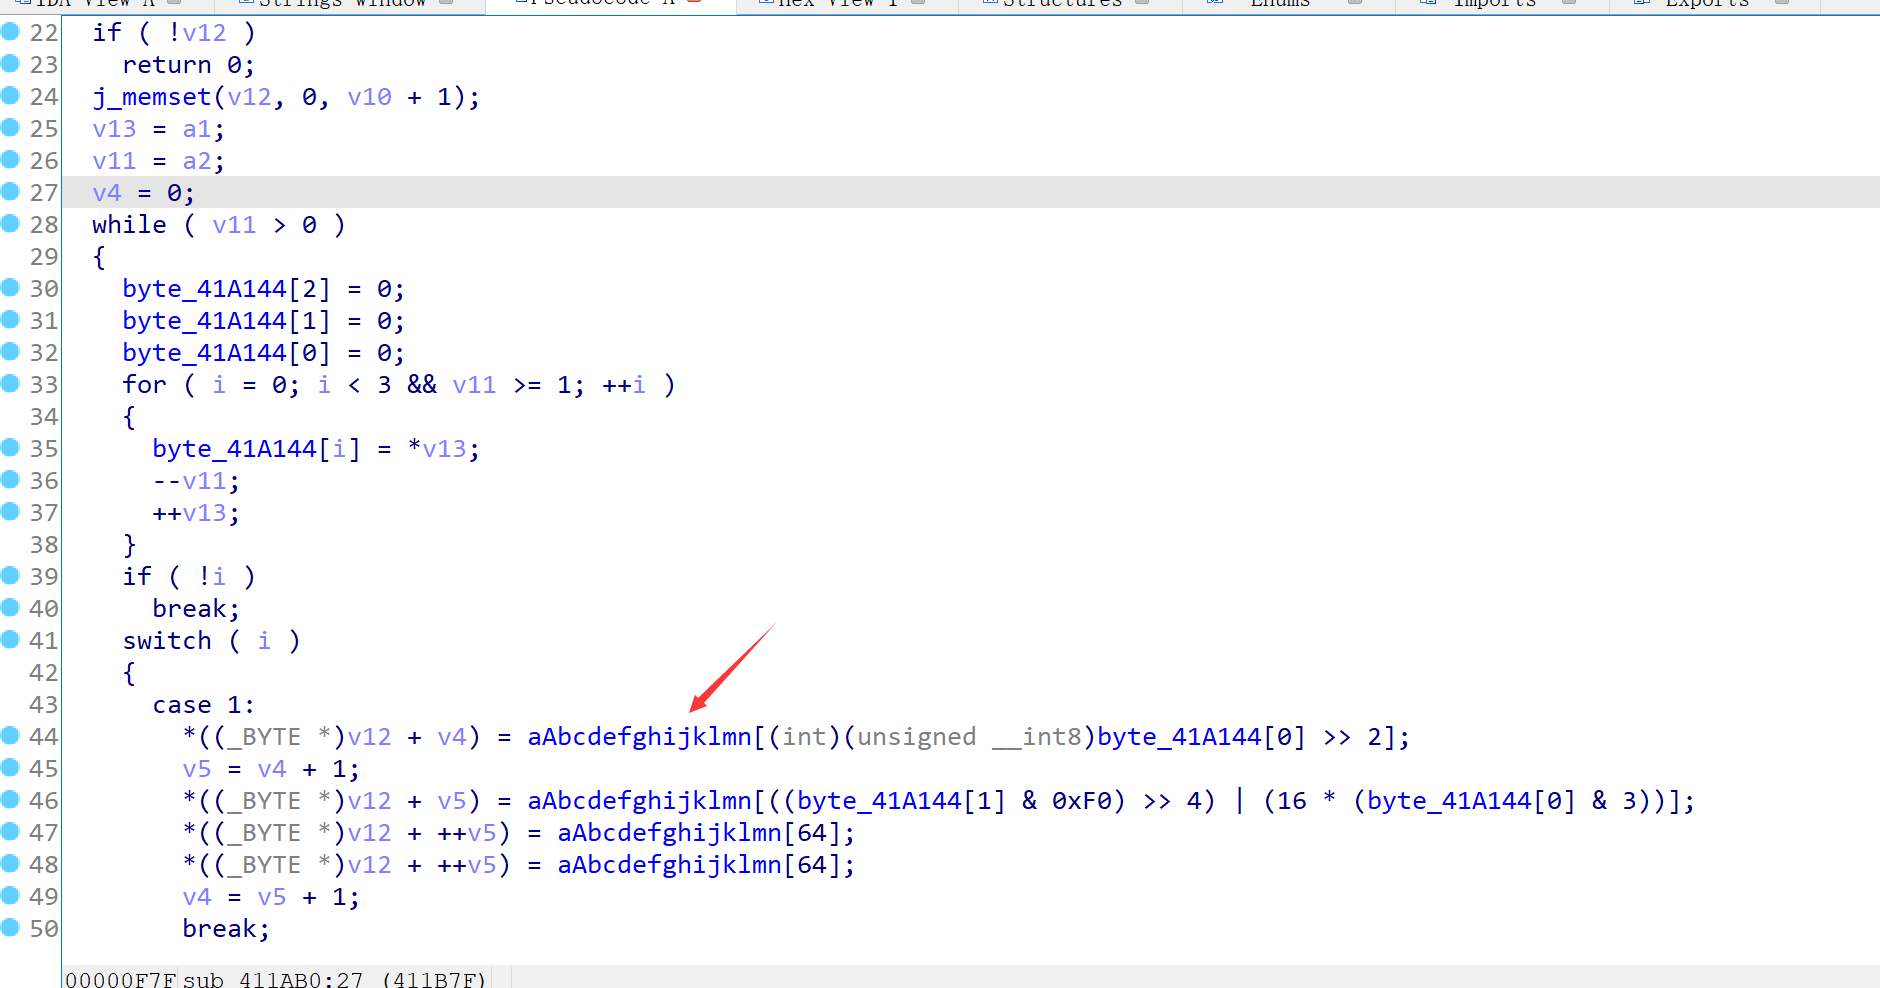 IDA View-A Strings window Pseudocode-A Hex View-1 Structures Enums Imports Exports
22 if ( !v12 )
23 return 0;
24 j_memset(v12, 0, v10 + 1);
25 v13 = a1;
26 v11 = a2;
27 v4 = 0;
28 while ( v11 > 0 )
29 {
30 byte_41A144[2] = 0;
31 byte_41A144[1] = 0;
32 byte_41A144[0] = 0;
33 for ( i = 0; i < 3 && v11 >= 1; ++i )
34 {
35 byte_41A144[i] = *v13;
36 --v11;
37 ++v13;
38 }
39 if ( !i )
40 break;
41 switch ( i )
42 {
43 case 1:
44 *((_BYTE *)v12 + v4) = aAbcdefghijklmn[(int)(unsigned __int8)byte_41A144[0] >> 2];
45 v5 = v4 + 1;
46 *((_BYTE *)v12 + v5) = aAbcdefghijklmn[((byte_41A144[1] & 0xF0) >> 4) | (16 * (byte_41A144[0] & 3))];
47 *((_BYTE *)v12 + ++v5) = aAbcdefghijklmn[64];
48 *((_BYTE *)v12 + ++v5) = aAbcdefghijklmn[64];
49 v4 = v5 + 1;
50 break;
00000F7F sub_411AB0:27 (411B7F)